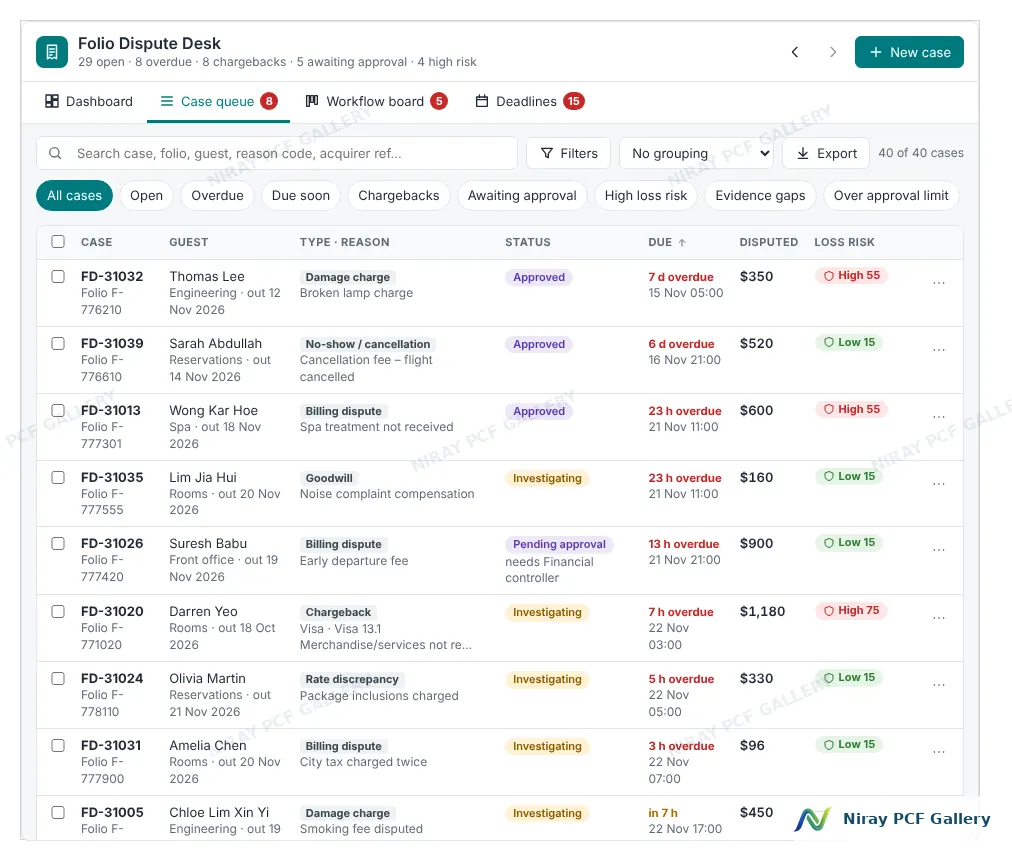 Folio Dispute Desk
29 open · 8 overdue · 8 chargebacks · 5 awaiting approval · 4 high risk
New case
Dashboard
Case queue 8
Workflow board 5
Deadlines 15
Search case, folio, guest, reason code, acquirer ref...
Filters
No grouping
Export
40 of 40 cases
All cases
Open
Overdue
Due soon
Chargebacks
Awaiting approval
High loss risk
Evidence gaps
Over approval limit
CASE GUEST TYPE · REASON STATUS DUE ↑ DISPUTED LOSS RISK
FD-31032 Thomas Lee Damage charge Approved 7 d overdue $350 High 55 ...
Folio F- Engineering · out 12 Broken lamp charge 15 Nov 05:00
776210 Nov 2026
FD-31039 Sarah Abdullah No-show / cancellation Approved 6 d overdue $520 Low 15 ...
Folio F- Reservations · out Cancellation fee – flight 16 Nov 21:00
776610 14 Nov 2026 cancelled
FD-31013 Wong Kar Hoe Billing dispute Approved 23 h overdue $600 High 55 ...
Folio F- Spa · out 18 Nov Spa treatment not received 21 Nov 11:00
777301 2026
FD-31035 Lim Jia Hui Goodwill Investigating 23 h overdue $160 Low 15 ...
Folio F- Rooms · out 20 Nov Noise complaint compensation 21 Nov 11:00
777555 2026
FD-31026 Suresh Babu Billing dispute Pending approval 13 h overdue $900 Low 15 ...
Folio F- Front office · out 19 Early departure fee needs Financial 21 Nov 21:00
777420 Nov 2026 controller
FD-31020 Darren Yeo Chargeback Investigating 7 h overdue $1,180 High 75 ...
Folio F- Rooms · out 18 Oct Visa · Visa 13.1 22 Nov
771020 2026 Merchandise/services not re... 03:00
FD-31024 Olivia Martin Rate discrepancy Investigating 5 h overdue $330 Low 15 ...
Folio F- Reservations · out Package inclusions charged 22 Nov
778110 21 Nov 2026 05:00
FD-31031 Amelia Chen Billing dispute Investigating 3 h overdue $96 Low 15 ...
Folio F- Rooms · out 20 Nov City tax charged twice 22 Nov
777900 2026 07:00
FD-31005 Chloe Lim Xin Yi Damage charge Investigating in 7 h $450
Folio F- Engineering · out 19 Smoking fee disputed 22 Nov 17:00
Niray PCF Gallery
NIRAY PCF GALLERY
NIRAY PCF GALLERY
PCF GALLERY
NIRAY PCF GALLERY
NIRAY PCF GALLE